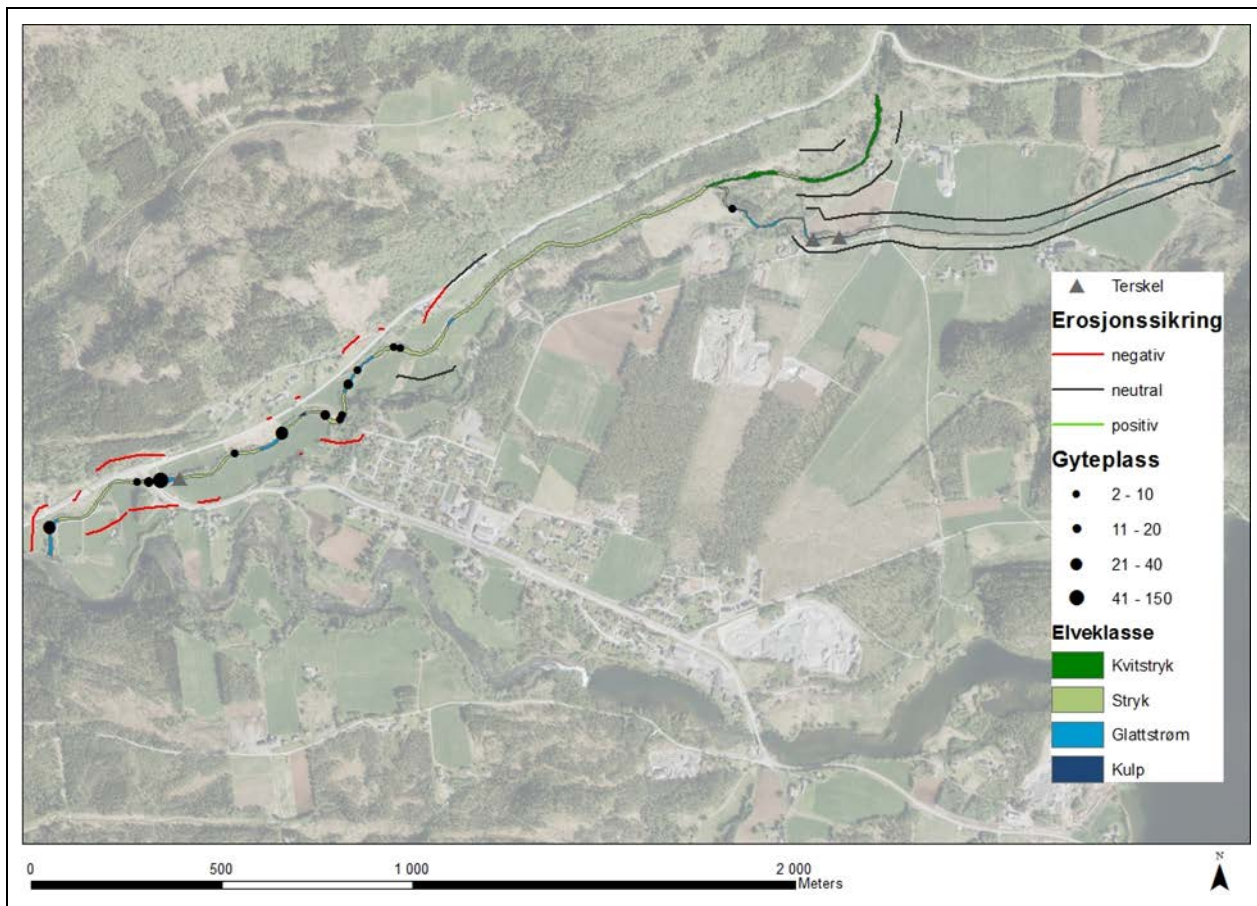 Terskel
Erosjonssikring
negativ
neutral
positiv
Gyteplass
2 - 10
11 - 20
21 - 40
41 - 150
Elveklasse
Kvitstryk
Stryk
Glattstrøm
Kulp
0 500 1 000 2 000
Meters
N